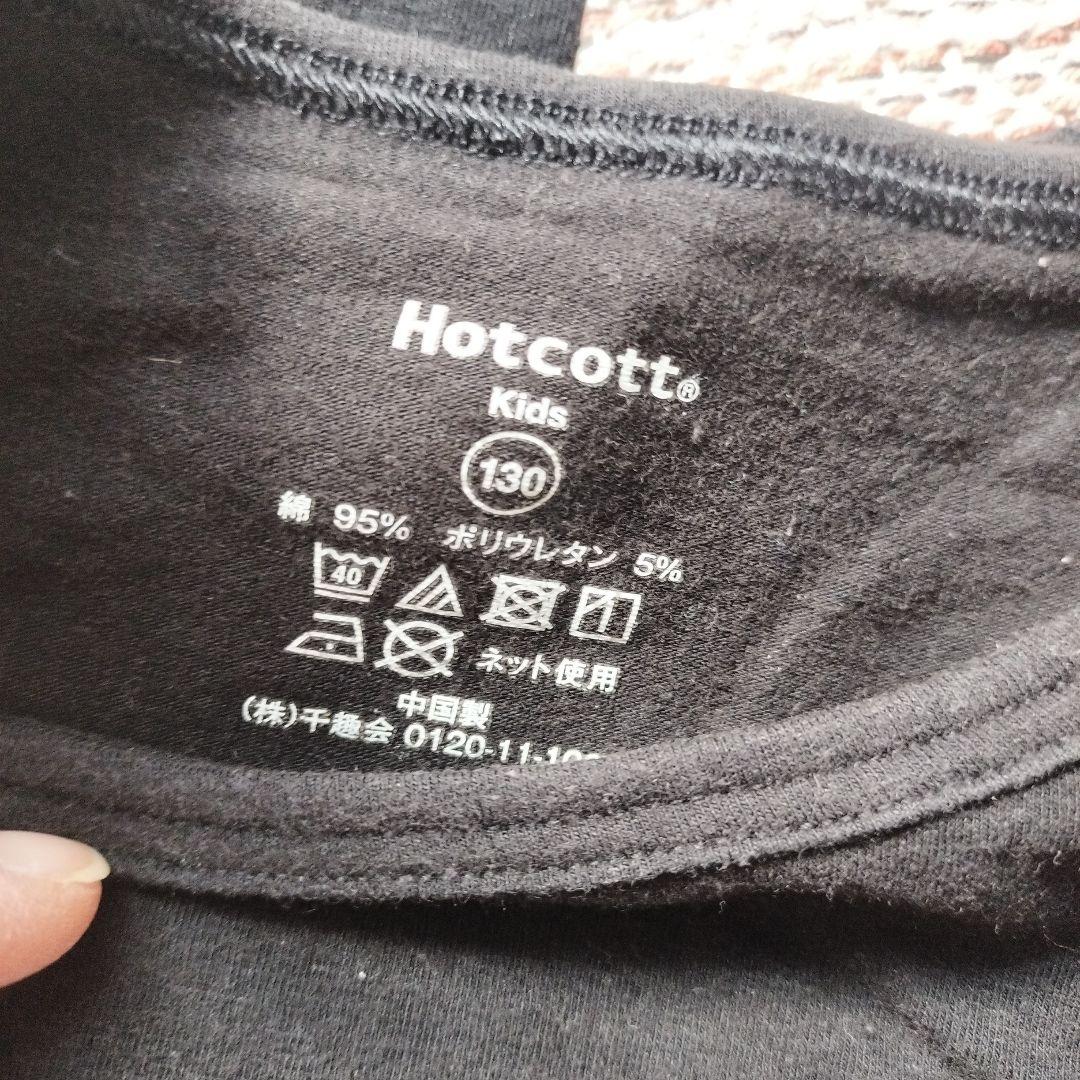 Hotcott®
Kids
130
綿 95% ポリウレタン 5%
40
ネット使用
中国製
(株)千趣会 0120-11-10